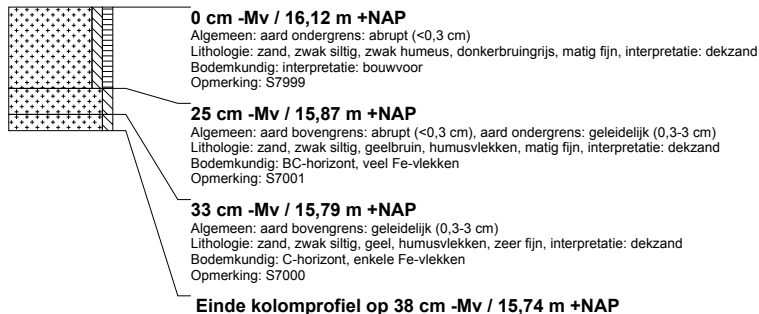 0 cm -Mv / 16,12 m +NAP
Algemeen: aard ondergrens: abrupt (<0,3 cm)
Lithologie: zand, zwak siltig, zwak humeus, donkerbruingrijs, matig fijn, interpretatie: dekzand
Bodemkundig: interpretatie: bouwvoor
Opmerking: S7999
25 cm -Mv / 15,87 m +NAP
Algemeen: aard bovengrens: abrupt (<0,3 cm), aard ondergrens: geleidelijk (0,3-3 cm)
Lithologie: zand, zwak siltig, geelbruin, humusvlekken, matig fijn, interpretatie: dekzand
Bodemkundig: BC-horizont, veel Fe-vlekken
Opmerking: S7001
33 cm -Mv / 15,79 m +NAP
Algemeen: aard bovengrens: geleidelijk (0,3-3 cm)
Lithologie: zand, zwak siltig, geel, humusvlekken, zeer fijn, interpretatie: dekzand
Bodemkundig: C-horizont, enkele Fe-vlekken
Opmerking: S7000
Einde kolomprofiel op 38 cm -Mv / 15,74 m +NAP